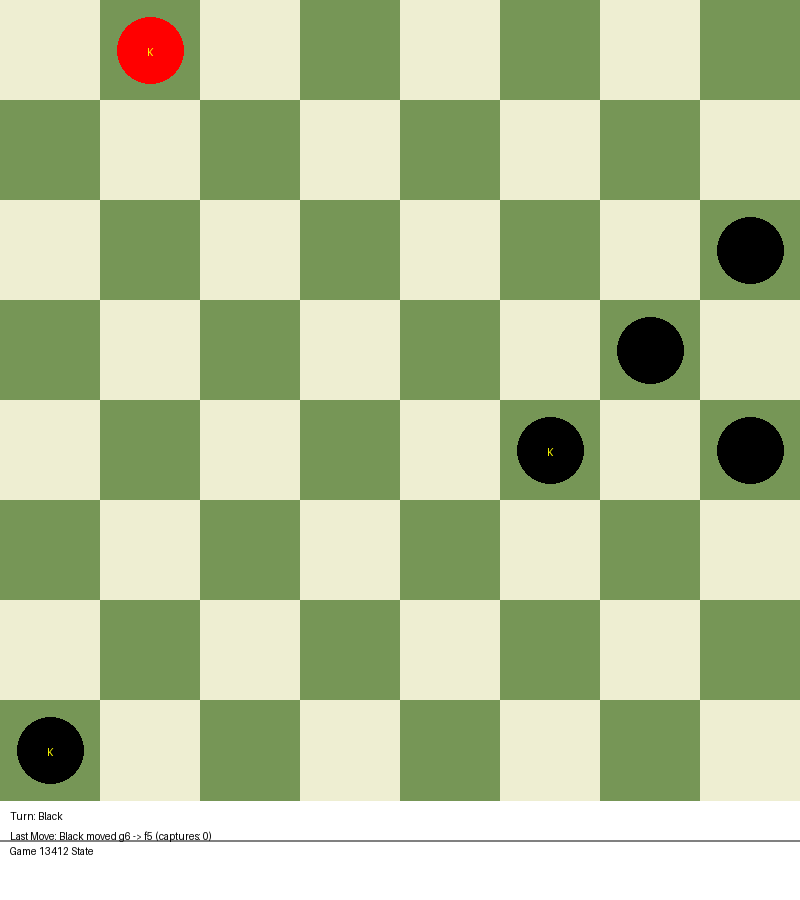 K
K
K
Turn: Black
Last Move: Black moved g6 -> f5 (captures: 0)
Game 13412 State